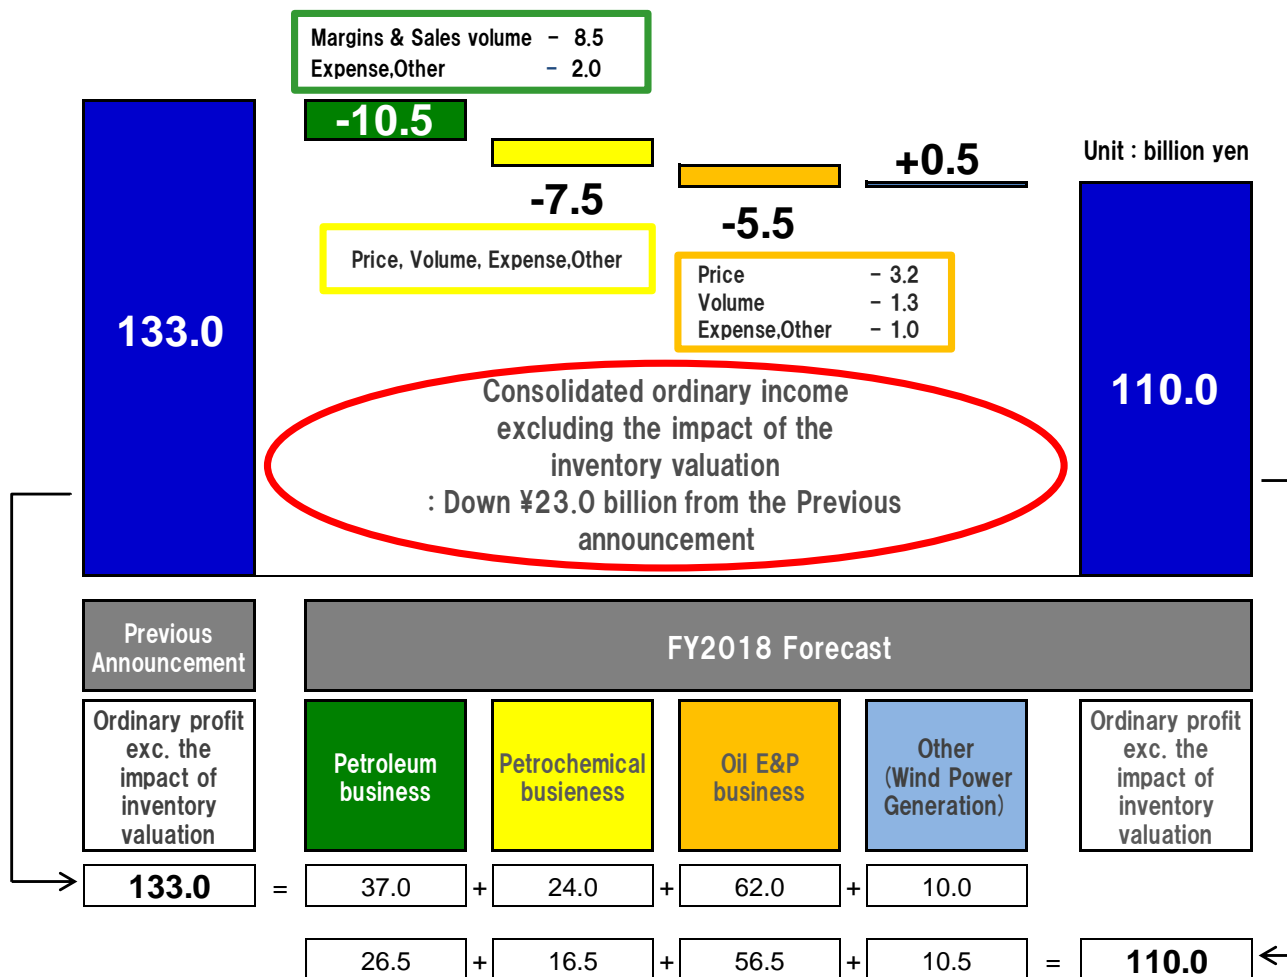 Margins & Sales volume - 8.5
Expense,Other - 2.0
-10.5
-7.5
-5.5
+0.5
Unit : billion yen
Price, Volume, Expense,Other
Price - 3.2
Volume - 1.3
Expense,Other - 1.0
133.0
110.0
Consolidated ordinary income
excluding the impact of the
inventory valuation
: Down ¥23.0 billion from the Previous
announcement
Previous
Announcement
FY2018 Forecast
Ordinary profit
exc. the
impact of
inventory
valuation
Petroleum
business
Petrochemical
busieness
Oil E&P
business
Other
(Wind Power
Generation)
Ordinary profit
exc. the
impact of
inventory
valuation
133.0 = 37.0 + 24.0 + 62.0 + 10.0
26.5 + 16.5 + 56.5 + 10.5 = 110.0